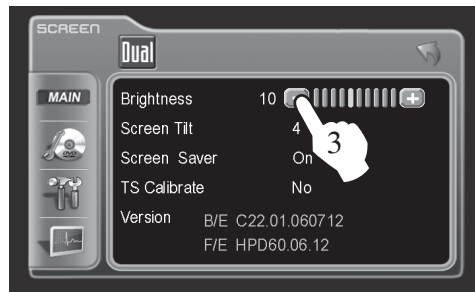 SCREEN
Dual
MAIN
Brightness 10 - +
Screen Tilt 4
Screen Saver On
TS Calibrate No
Version B/E C22.01.060712
F/E HPD60.06.12
DVD
3